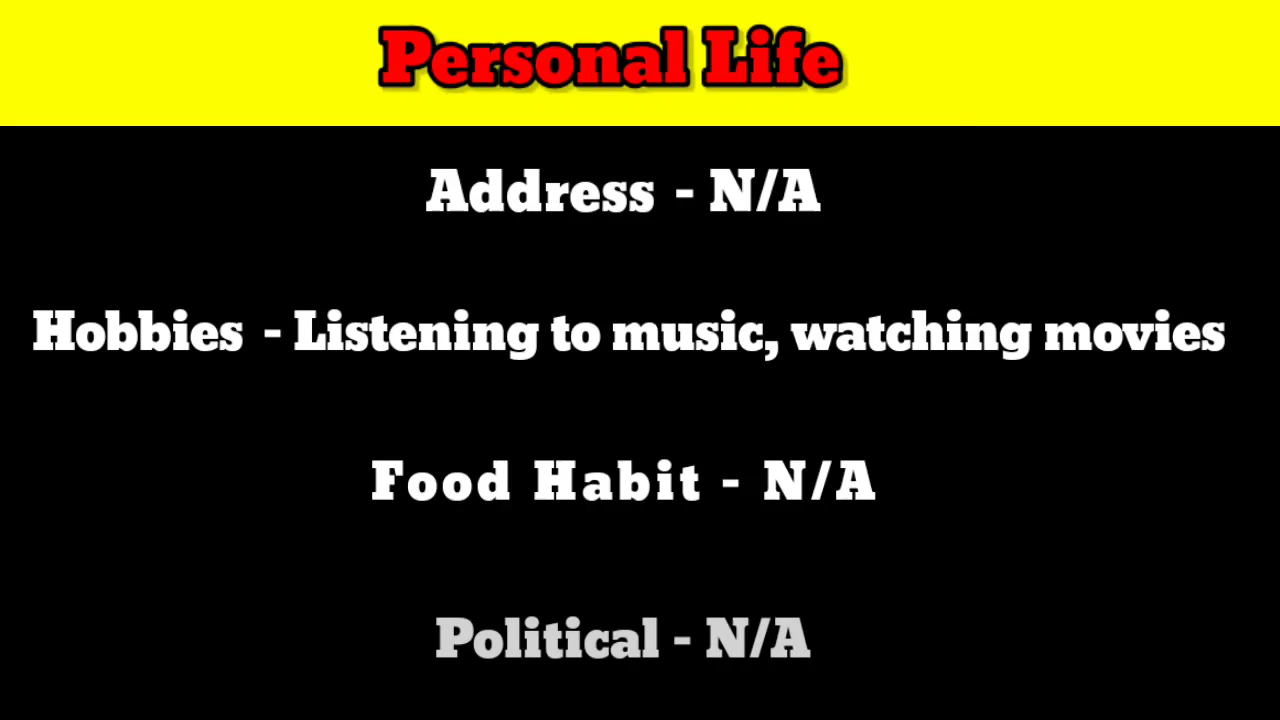 Personal Life
Address - N/A
Hobbies - Listening to music, watching movies
Food Habit - N/A
Political - N/A